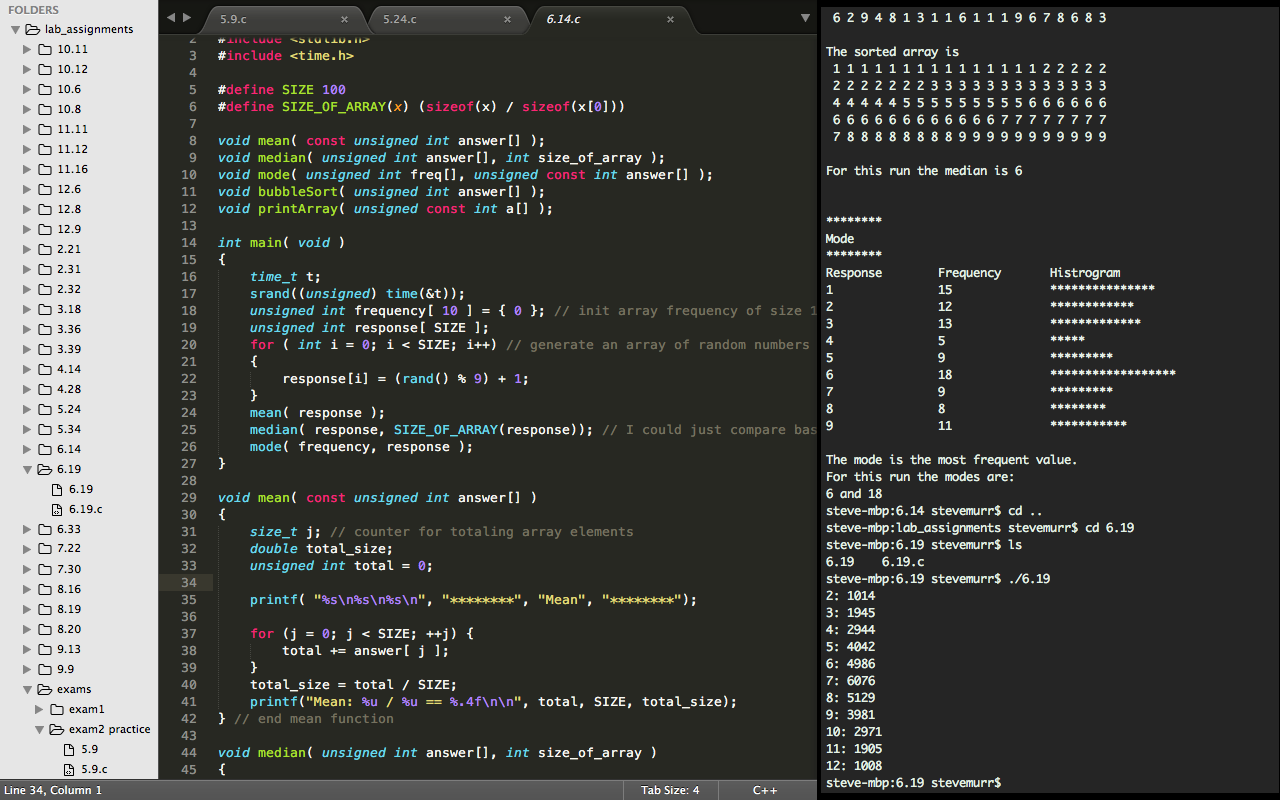 FOLDERS
lab_assignments
10.11
10.12
10.6
10.8
11.11
11.12
11.16
12.6
12.8
12.9
2.21
2.31
2.32
3.18
3.36
3.39
4.14
4.28
5.24
5.34
6.14
6.19
6.19
6.19.c
6.33
7.22
7.30
8.16
8.19
8.20
9.13
9.9
exams
exam1
exam2 practice
5.9
5.9.c
5.9.c × 5.24.c × 6.14.c ×
2 #include <stdlib.h>
3 #include <time.h>
4
5 #define SIZE 100
6 #define SIZE_OF_ARRAY(x) (sizeof(x) / sizeof(x[0]))
7
8 void mean( const unsigned int answer[] );
9 void median( unsigned int answer[], int size_of_array );
10 void mode( unsigned int freq[], unsigned const int answer[] );
11 void bubbleSort( unsigned int answer[] );
12 void printArray( unsigned const int a[] );
13
14 int main( void )
15 {
16 time_t t;
17 srand((unsigned) time(&t));
18 unsigned int frequency[ 10 ] = { 0 }; // init array frequency of size 1
19 unsigned int response[ SIZE ];
20 for ( int i = 0; i < SIZE; i++) // generate an array of random numbers
21 {
22 response[i] = (rand() % 9) + 1;
23 }
24 mean( response );
25 median( response, SIZE_OF_ARRAY(response)); // I could just compare bas
26 mode( frequency, response );
27 }
28
29 void mean( const unsigned int answer[] )
30 {
31 size_t j; // counter for totaling array elements
32 double total_size;
33 unsigned int total = 0;
34
35 printf( "%s\n%s\n%s\n", "********", "Mean", "********");
36
37 for (j = 0; j < SIZE; ++j) {
38 total += answer[ j ];
39 }
40 total_size = total / SIZE;
41 printf("Mean: %u / %u == %.4f\n\n", total, SIZE, total_size);
42 } // end mean function
43
44 void median( unsigned int answer[], int size_of_array )
45 {
Line 34, Column 1 Tab Size: 4 C++
6 2 9 4 8 1 3 1 1 6 1 1 1 9 6 7 8 6 8 3
The sorted array is
1 1 1 1 1 1 1 1 1 1 1 1 1 1 1 2 2 2 2 2
2 2 2 2 2 2 2 3 3 3 3 3 3 3 3 3 3 3 3 3
4 4 4 4 4 5 5 5 5 5 5 5 5 5 6 6 6 6 6 6
6 6 6 6 6 6 6 6 6 6 6 6 7 7 7 7 7 7 7 7
7 8 8 8 8 8 8 8 8 9 9 9 9 9 9 9 9 9 9 9
For this run the median is 6
********
Mode
********
Response Frequency Histrogram
1 15 ***************
2 12 ************
3 13 *************
4 5 *****
5 9 *********
6 18 ******************
7 9 *********
8 8 ********
9 11 ***********
The mode is the most frequent value.
For this run the modes are:
6 and 18
steve-mbp:6.14 stevemurr$ cd ..
steve-mbp:lab_assignments stevemurr$ cd 6.19
steve-mbp:6.19 stevemurr$ ls
6.19 6.19.c
steve-mbp:6.19 stevemurr$ ./6.19
2: 1014
3: 1945
4: 2944
5: 4042
6: 4986
7: 6076
8: 5129
9: 3981
10: 2971
11: 1905
12: 1008
steve-mbp:6.19 stevemurr$